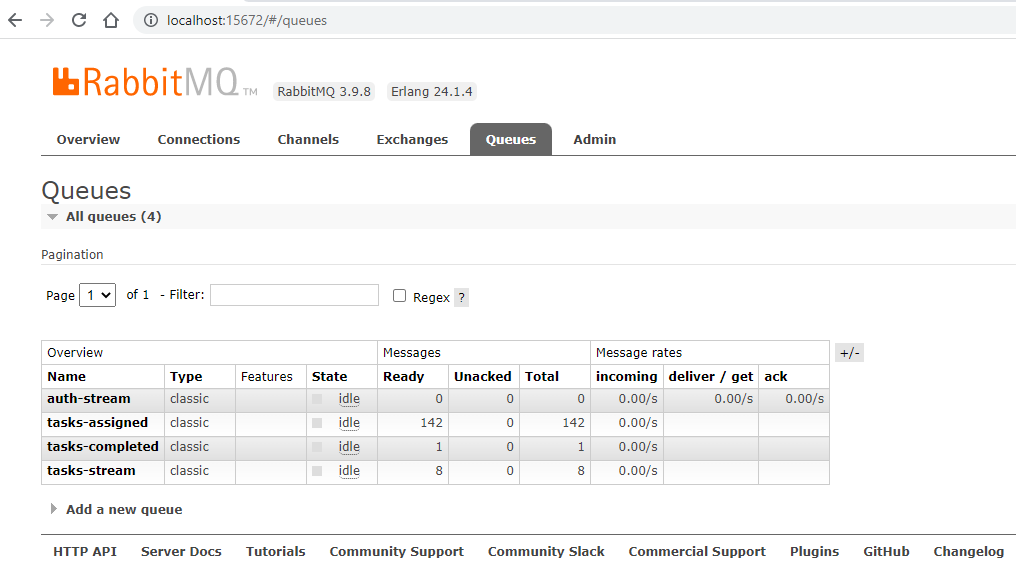 localhost:15672/#/queues
RabbitMQ TM RabbitMQ 3.9.8 Erlang 24.1.4
Overview Connections Channels Exchanges Queues Admin
Queues
All queues (4)
Pagination
Page 1 of 1 - Filter: Regex ?
Overview Messages Message rates +/-
Name Type Features State Ready Unacked Total incoming deliver / get ack
auth-stream classic idle 0 0 0 0.00/s 0.00/s 0.00/s
tasks-assigned classic idle 142 0 142 0.00/s
tasks-completed classic idle 1 0 1 0.00/s
tasks-stream classic idle 8 0 8 0.00/s
Add a new queue
HTTP API Server Docs Tutorials Community Support Community Slack Commercial Support Plugins GitHub Changelog